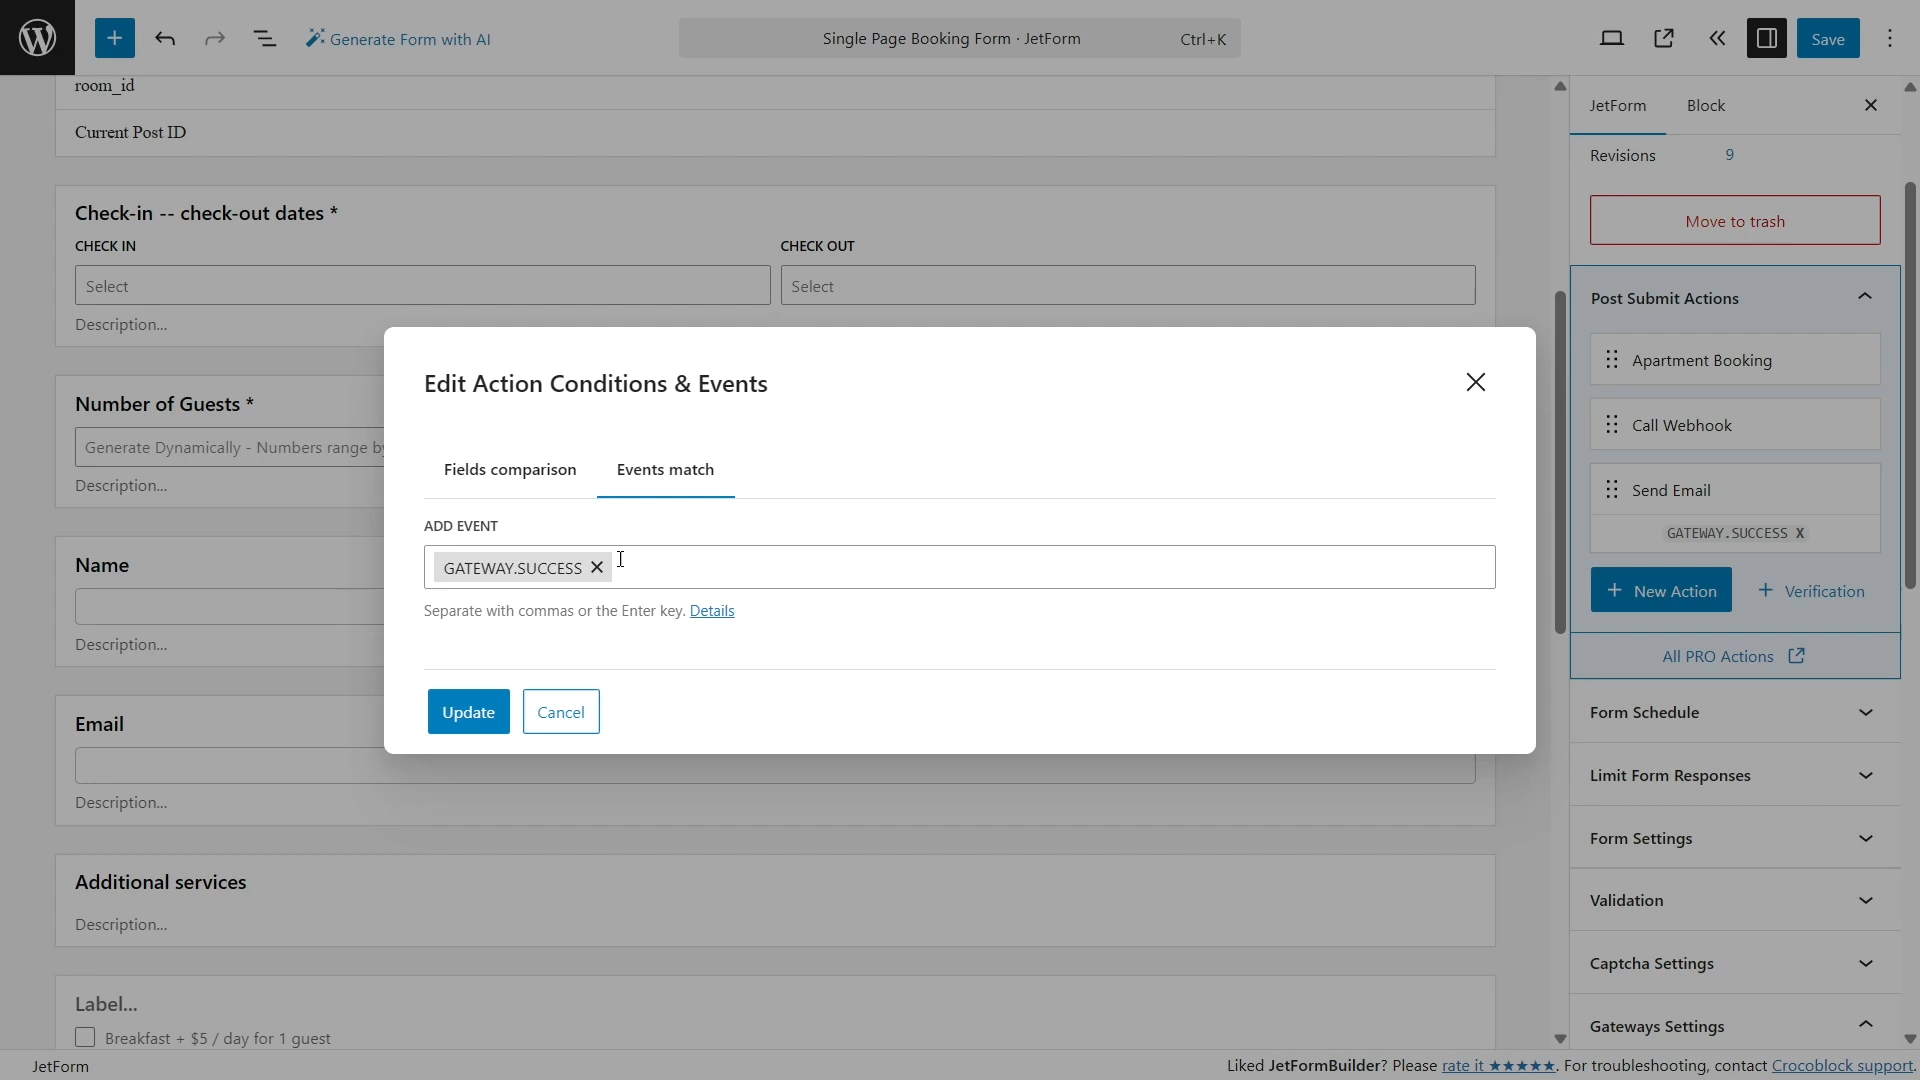 Generate Form with AI
Single Page Booking Form · JetForm
Ctrl+K
Save
room_id
Current Post ID
Check-in -- check-out dates *
CHECK IN
CHECK OUT
Select
Select
Description...
Number of Guests *
Generate Dynamically - Numbers range by
Description...
Name
Description...
Email
Description...
Additional services
Description...
Label...
Breakfast + $5 / day for 1 guest
Edit Action Conditions & Events
Fields comparison
Events match
ADD EVENT
GATEWAY.SUCCESS
Separate with commas or the Enter key. Details
Update
Cancel
JetForm
Block
Revisions
9
Move to trash
Post Submit Actions
Apartment Booking
Call Webhook
Send Email
GATEWAY.SUCCESS X
New Action
Verification
All PRO Actions
Form Schedule
Limit Form Responses
Form Settings
Validation
Captcha Settings
Gateways Settings
JetForm
Liked JetFormBuilder? Please rate it ★★★★★. For troubleshooting, contact Crocoblock support.